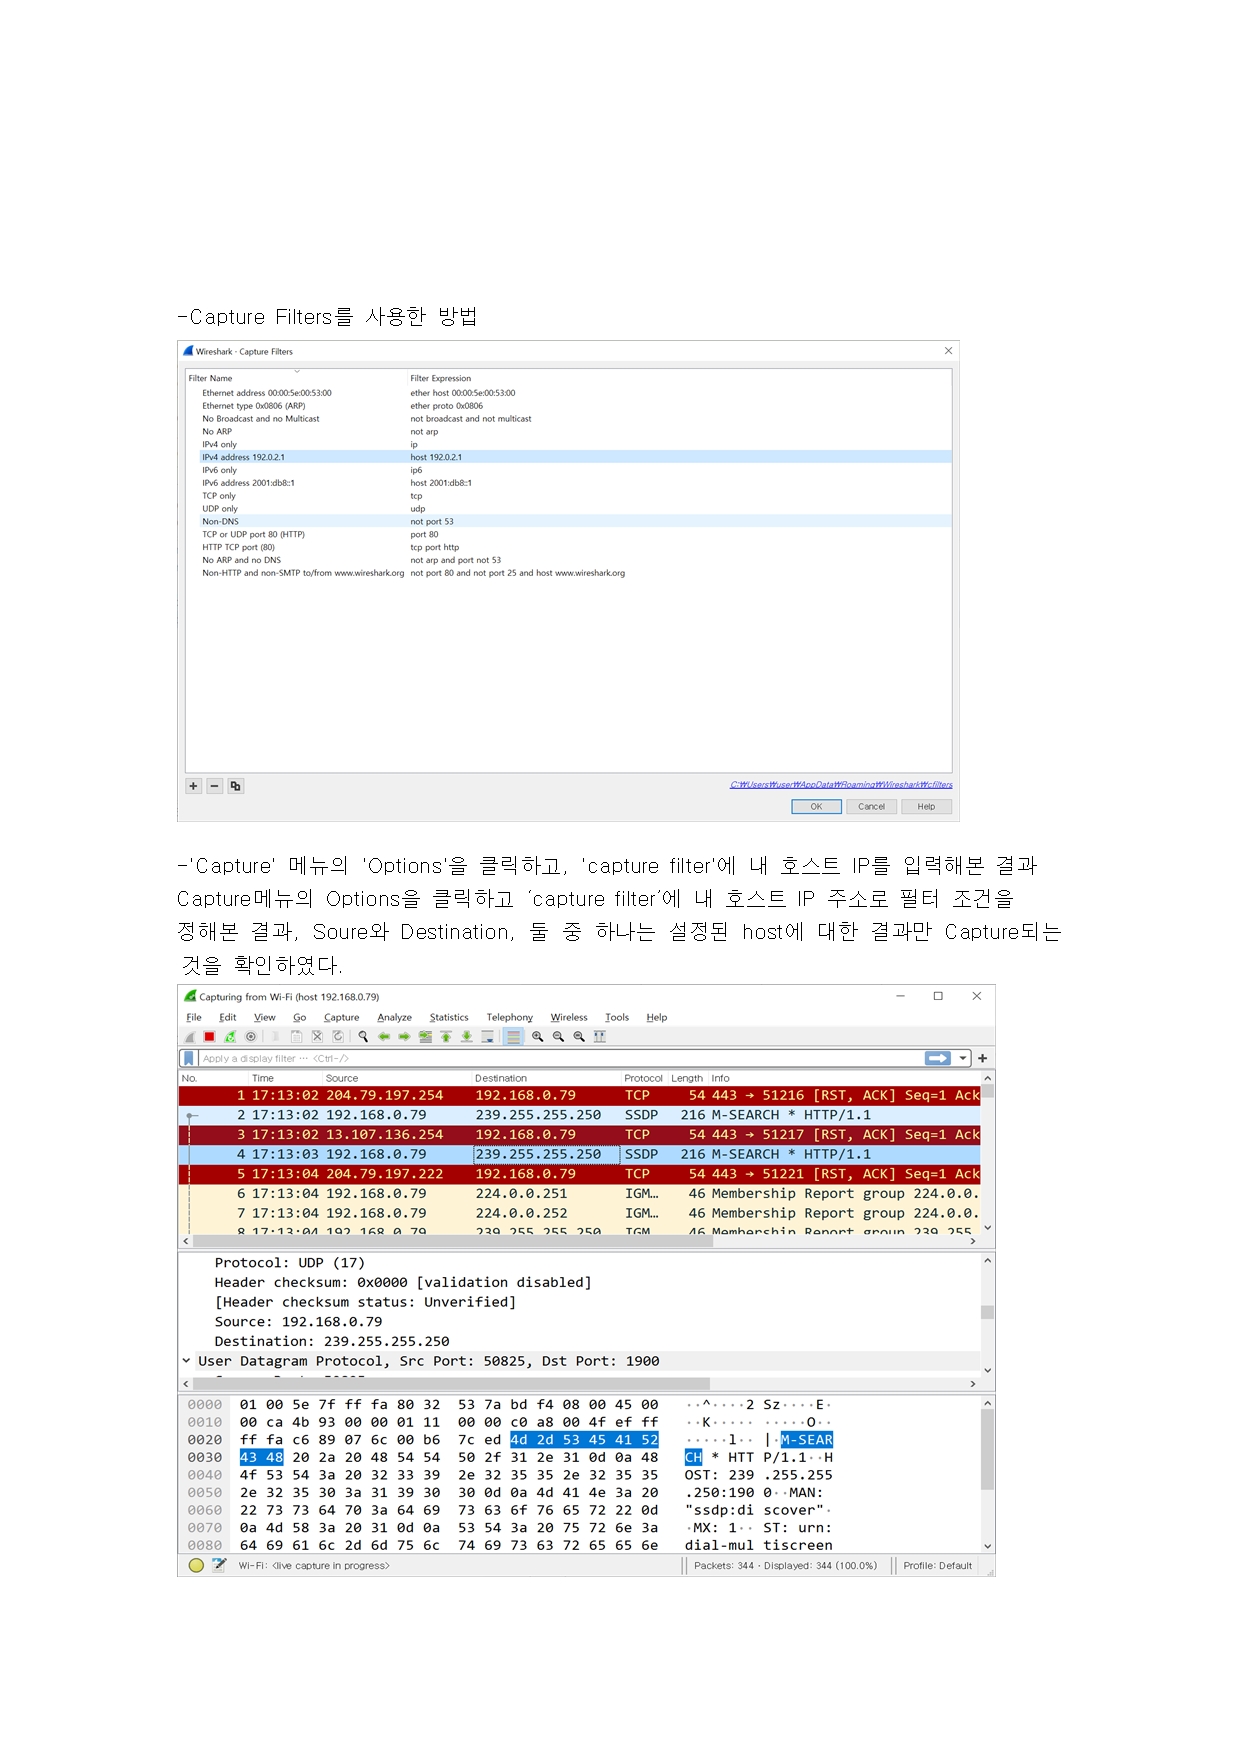 -Capture Filters를 사용한 방법
Wireshark · Capture Filters
Filter Name Filter Expression
Ethernet address 00:00:5e:00:53:00 ether host 00:00:5e:00:53:00
Ethernet type 0x0806 (ARP) ether proto 0x0806
No Broadcast and no Multicast not broadcast and not multicast
No ARP not arp
IPv4 only ip
IPv4 address 192.0.2.1 host 192.0.2.1
IPv6 only ip6
IPv6 address 2001:db8::1 host 2001:db8::1
TCP only tcp
UDP only udp
Non-DNS not port 53
TCP or UDP port 80 (HTTP) port 80
HTTP TCP port (80) tcp port http
No ARP and no DNS not arp and port not 53
Non-HTTP and non-SMTP to/from www.wireshark.org not port 80 and not port 25 and host www.wireshark.org
C:₩Users₩user₩AppData₩Roaming₩Wireshark₩cfilters
OK Cancel Help
-'Capture' 메뉴의 'Options'을 클릭하고, 'capture filter'에 내 호스트 IP를 입력해본 결과
Capture메뉴의 Options을 클릭하고 ‘capture filter’에 내 호스트 IP 주소로 필터 조건을
정해본 결과, Soure와 Destination, 둘 중 하나는 설정된 host에 대한 결과만 Capture되는
것을 확인하였다.
Capturing from Wi-Fi (host 192.168.0.79)
File Edit View Go Capture Analyze Statistics Telephony Wireless Tools Help
Apply a display filter ··· <Ctrl-/>
No. Time Source Destination Protocol Length Info
1 17:13:02 204.79.197.254 192.168.0.79 TCP 54 443 → 51216 [RST, ACK] Seq=1 Ack
2 17:13:02 192.168.0.79 239.255.255.250 SSDP 216 M-SEARCH * HTTP/1.1
3 17:13:02 13.107.136.254 192.168.0.79 TCP 54 443 → 51217 [RST, ACK] Seq=1 Ack
4 17:13:03 192.168.0.79 239.255.255.250 SSDP 216 M-SEARCH * HTTP/1.1
5 17:13:04 204.79.197.222 192.168.0.79 TCP 54 443 → 51221 [RST, ACK] Seq=1 Ack
6 17:13:04 192.168.0.79 224.0.0.251 IGM… 46 Membership Report group 224.0.0.
7 17:13:04 192.168.0.79 224.0.0.252 IGM… 46 Membership Report group 224.0.0.
8 17:13:04 192.168.0.79 239.255.255.250 IGM 46 Membership Report group 239.255
Protocol: UDP (17)
Header checksum: 0x0000 [validation disabled]
[Header checksum status: Unverified]
Source: 192.168.0.79
Destination: 239.255.255.250
User Datagram Protocol, Src Port: 50825, Dst Port: 1900
0000 01 00 5e 7f ff fa 80 32 53 7a bd f4 08 00 45 00 ··^····2 Sz····E·
0010 00 ca 4b 93 00 00 01 11 00 00 c0 a8 00 4f ef ff ··K····· ·····O··
0020 ff fa c6 89 07 6c 00 b6 7c ed 4d 2d 53 45 41 52 ·····l·· |·M-SEAR
0030 43 48 20 2a 20 48 54 54 50 2f 31 2e 31 0d 0a 48 CH * HTT P/1.1··H
0040 4f 53 54 3a 20 32 33 39 2e 32 35 35 2e 32 35 35 OST: 239 .255.255
0050 2e 32 35 30 3a 31 39 30 30 0d 0a 4d 41 4e 3a 20 .250:190 0··MAN:
0060 22 73 73 64 70 3a 64 69 73 63 6f 76 65 72 22 0d "ssdp:di scover"·
0070 0a 4d 58 3a 20 31 0d 0a 53 54 3a 20 75 72 6e 3a ·MX: 1·· ST: urn:
0080 64 69 61 6c 2d 6d 75 6c 74 69 73 63 72 65 65 6e dial-mul tiscreen
Wi-Fi: <live capture in progress> Packets: 344 · Displayed: 344 (100.0%) Profile: Default